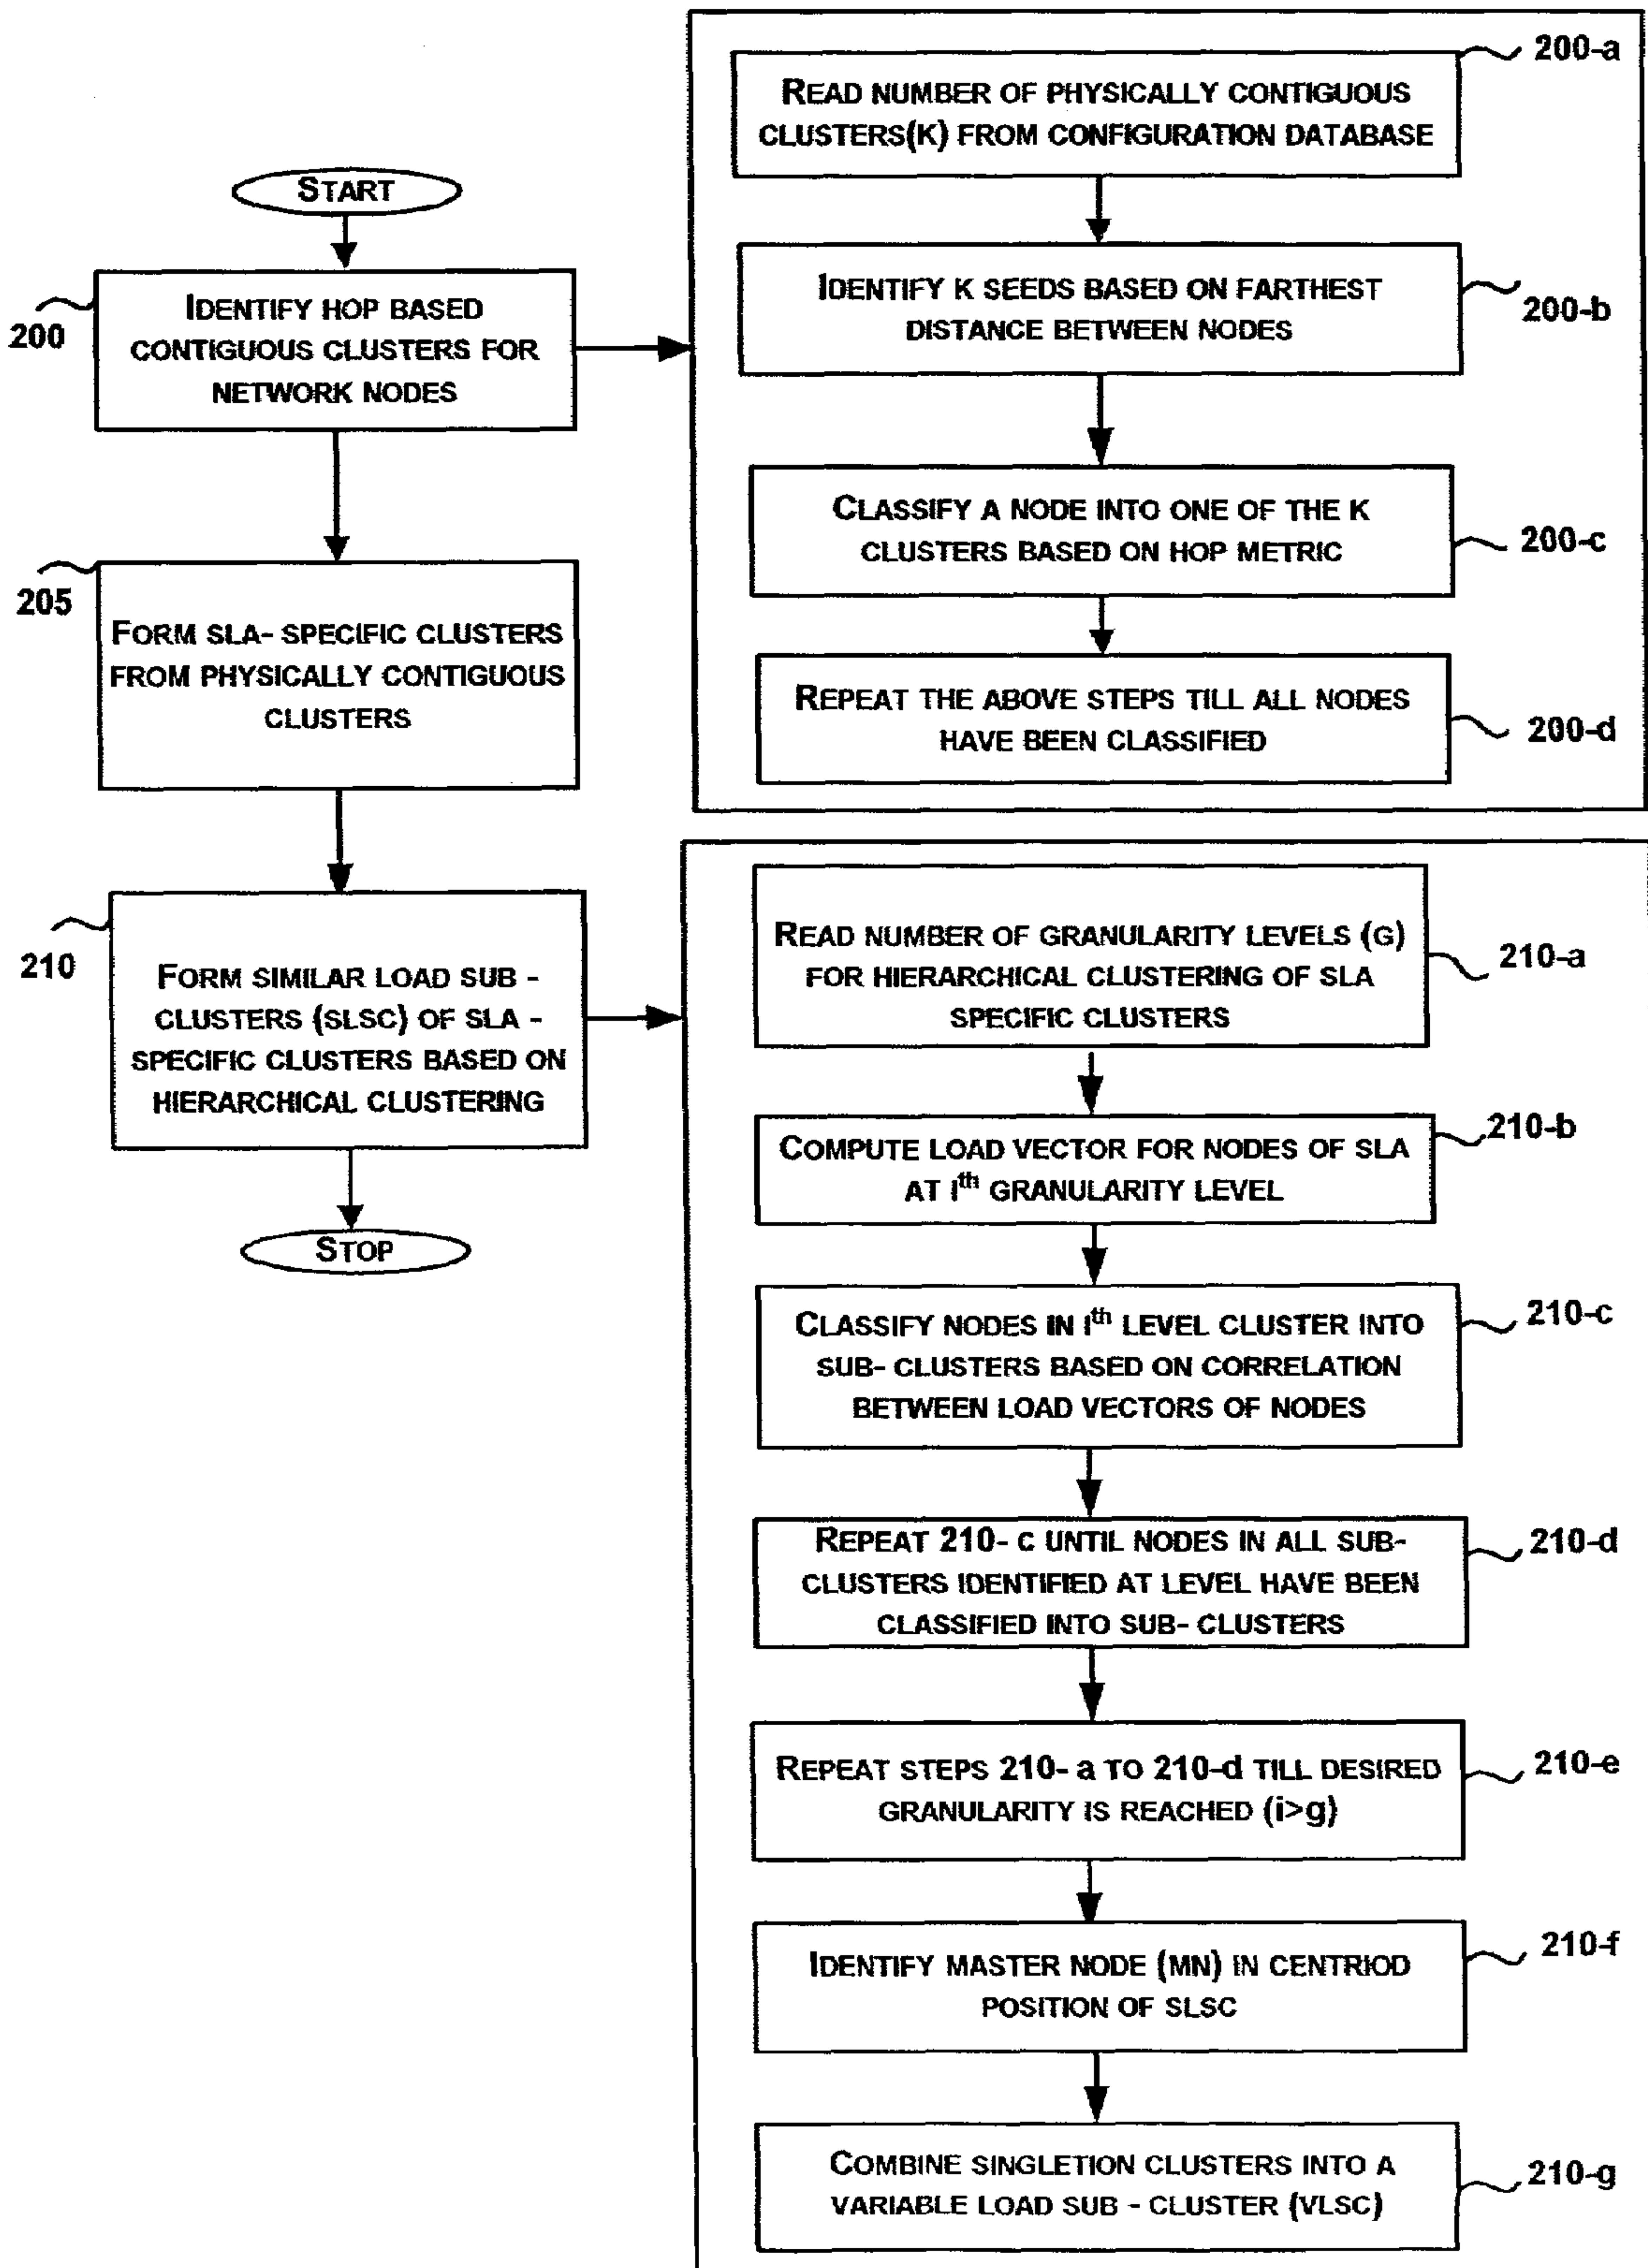 START
200
IDENTIFY HOP BASED
CONTIGUOUS CLUSTERS FOR
NETWORK NODES
205
FORM SLA- SPECIFIC CLUSTERS
FROM PHYSICALLY CONTIGUOUS
CLUSTERS
210
FORM SIMILAR LOAD SUB -
CLUSTERS (SLSC) OF SLA -
SPECIFIC CLUSTERS BASED ON
HIERARCHICAL CLUSTERING
STOP
200-a
READ NUMBER OF PHYSICALLY CONTIGUOUS
CLUSTERS(K) FROM CONFIGURATION DATABASE
IDENTIFY K SEEDS BASED ON FARTHEST
DISTANCE BETWEEN NODES
200-b
CLASSIFY A NODE INTO ONE OF THE K
CLUSTERS BASED ON HOP METRIC
200-c
REPEAT THE ABOVE STEPS TILL ALL NODES
HAVE BEEN CLASSIFIED
200-d
READ NUMBER OF GRANULARITY LEVELS (G)
FOR HIERARCHICAL CLUSTERING OF SLA
SPECIFIC CLUSTERS
210-a
COMPUTE LOAD VECTOR FOR NODES OF SLA
AT Ith GRANULARITY LEVEL
210-b
CLASSIFY NODES IN Ith LEVEL CLUSTER INTO
SUB- CLUSTERS BASED ON CORRELATION
BETWEEN LOAD VECTORS OF NODES
210-c
REPEAT 210- C UNTIL NODES IN ALL SUB-
CLUSTERS IDENTIFIED AT LEVEL HAVE BEEN
CLASSIFIED INTO SUB- CLUSTERS
210-d
REPEAT STEPS 210- a TO 210-d TILL DESIRED
GRANULARITY IS REACHED (i>g)
210-e
IDENTIFY MASTER NODE (MN) IN CENTRIOD
POSITION OF SLSC
210-f
COMBINE SINGLETION CLUSTERS INTO A
VARIABLE LOAD SUB - CLUSTER (VLSC)
210-g